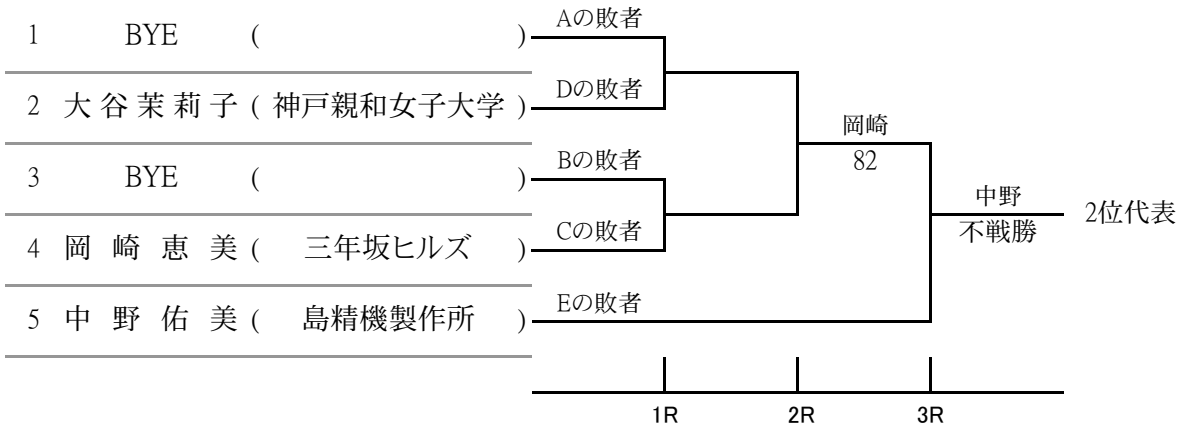 1 BYE ( ) Aの敗者
2 大谷茉莉子 ( 神戸親和女子大学 ) Dの敗者
岡崎
82
3 BYE ( ) Bの敗者
中野
不戦勝
2位代表
4 岡崎恵美 ( 三年坂ヒルズ ) Cの敗者
5 中野佑美 ( 島精機製作所 ) Eの敗者
1R 2R 3R